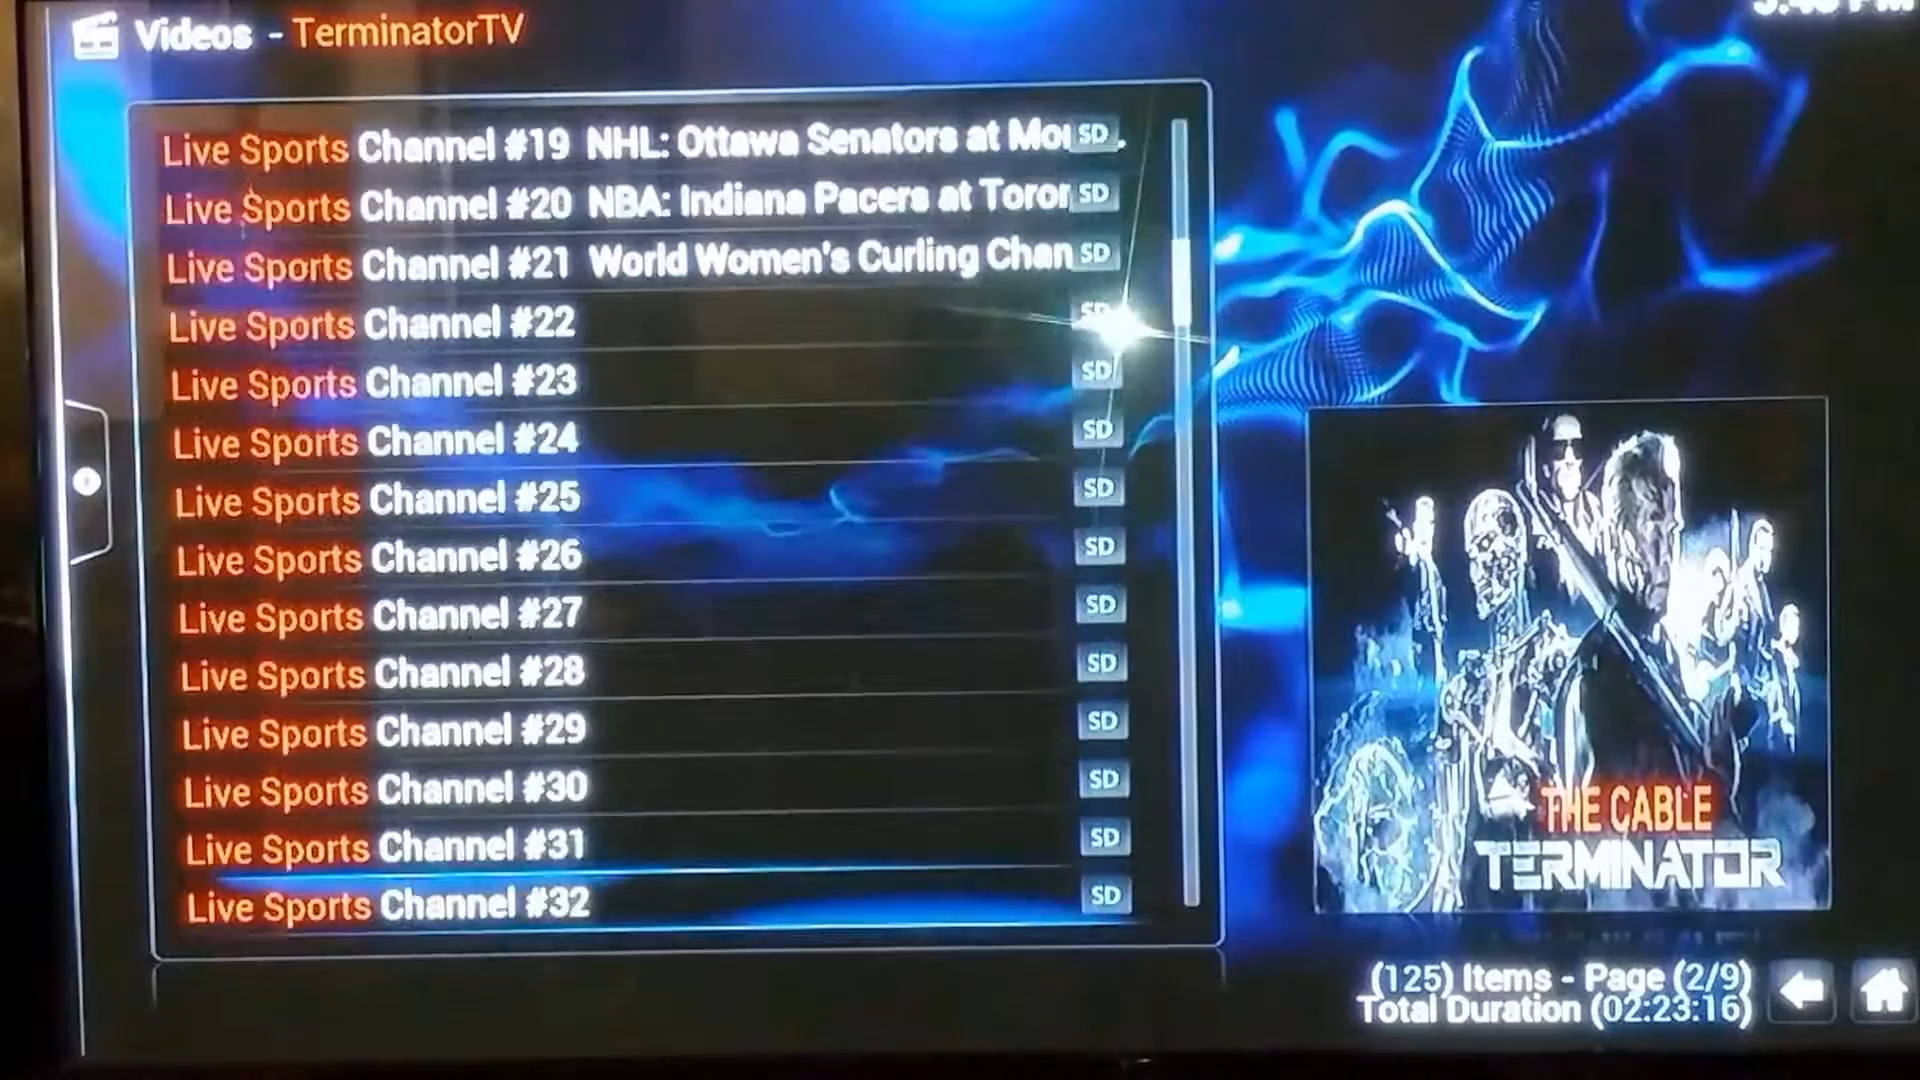 Videos - TerminatorTV
Live Sports Channel #19 NHL: Ottawa Senators at Mo SD .
Live Sports Channel #20 NBA: Indiana Pacers at Toror SD
Live Sports Channel #21 World Women's Curling Chan SD
Live Sports Channel #22 SD
Live Sports Channel #23 SD
Live Sports Channel #24 SD
Live Sports Channel #25 SD
Live Sports Channel #26 SD
Live Sports Channel #27 SD
Live Sports Channel #28 SD
Live Sports Channel #29 SD
Live Sports Channel #30 SD
Live Sports Channel #31 SD
Live Sports Channel #32 SD
THE CABLE
TERMINATOR
(125) Items - Page (2/9)
Total Duration (02:23:16)